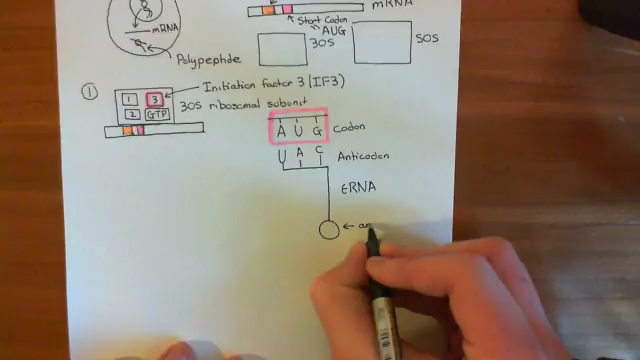 mRNA
mRNA
Start Codon
AUG
Polypeptide
30S
50S
1
1 3
2 GTP
Initiation factor 3 (IF3)
30S ribosomal subunit
A U G Codon
U A C Anticodon
tRNA